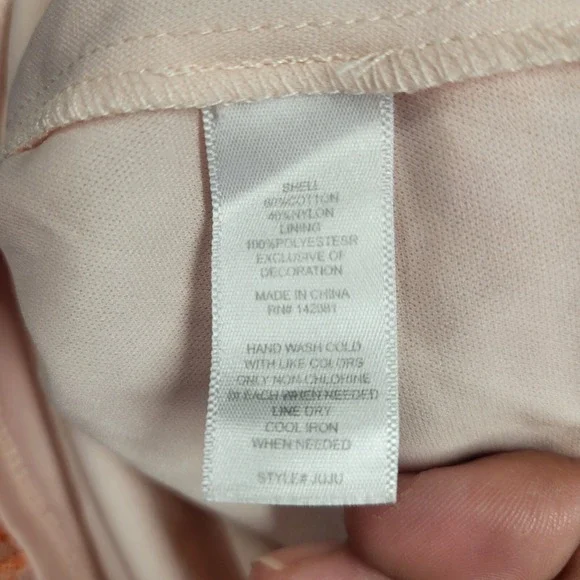 SHELL
60%COTTON
40%NYLON
LINING
100%POLYESTESR
EXCLUSIVE OF
DECORATION
MADE IN CHINA
RN# 142081
HAND WASH COLD
WITH LIKE COLORS
ONLY NON-CHLORINE
BLEACH WHEN NEEDED
LINE DRY
COOL IRON
WHEN NEEDED
STYLE# JUJU